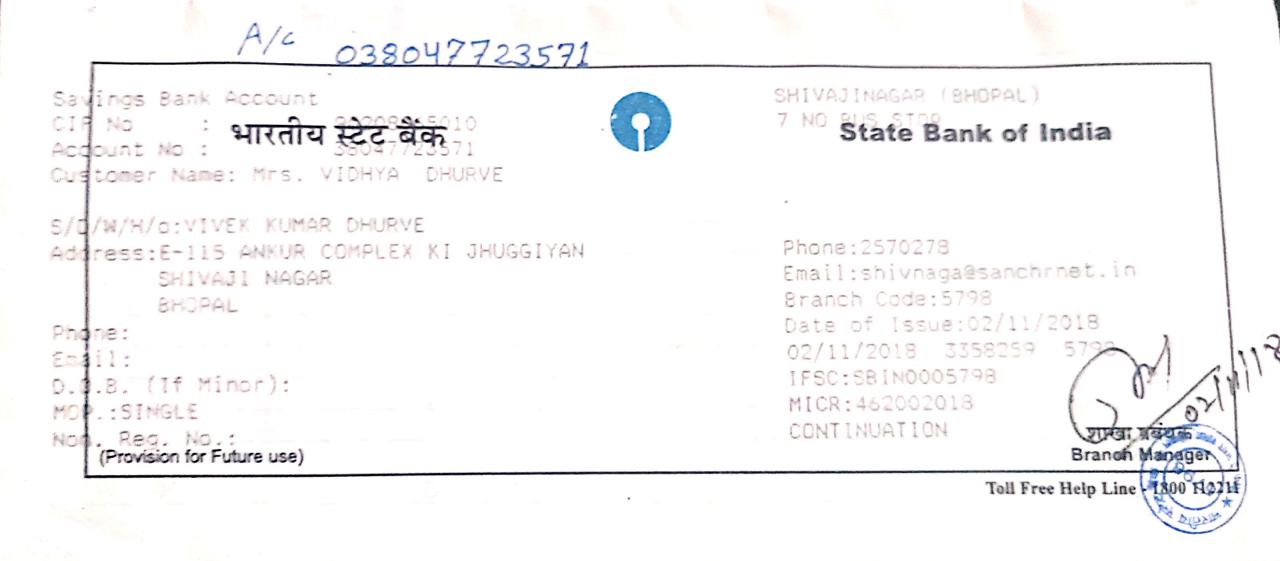 A/c 038047723571
Savings Bank Account
CIF No :
Account No : 38047723571
Customer Name: Mrs. VIDHYA DHURVE
भारतीय स्टेट बैंक
S/D/W/H/o:VIVEK KUMAR DHURVE
Address:E-115 ANKUR COMPLEX KI JHUGGIYAN
SHIVAJI NAGAR
BHOPAL
Phone:
Email:
D.O.B. (If Minor):
MOP.:SINGLE
Nom. Reg. No.:
(Provision for Future use)
SHIVAJINAGAR (BHOPAL)
7 NO BUS STOP
State Bank of India
Phone:2570278
Email:shivnaga@sanchrnet.in
Branch Code:5798
Date of Issue:02/11/2018
02/11/2018 3358259 5798
IFSC:SBIN0005798
MICR:462002018
CONTINUATION
02/11/18
शाखा प्रबंधक
Branch Manager
Toll Free Help Line - 1800 112211